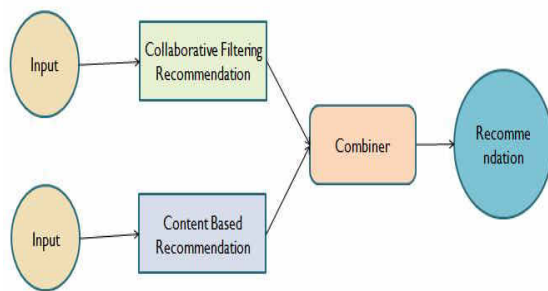 Input
Collaborative Filtering
Recommendation
Combiner
Recomme
ndation
Input
Content Based
Recommendation